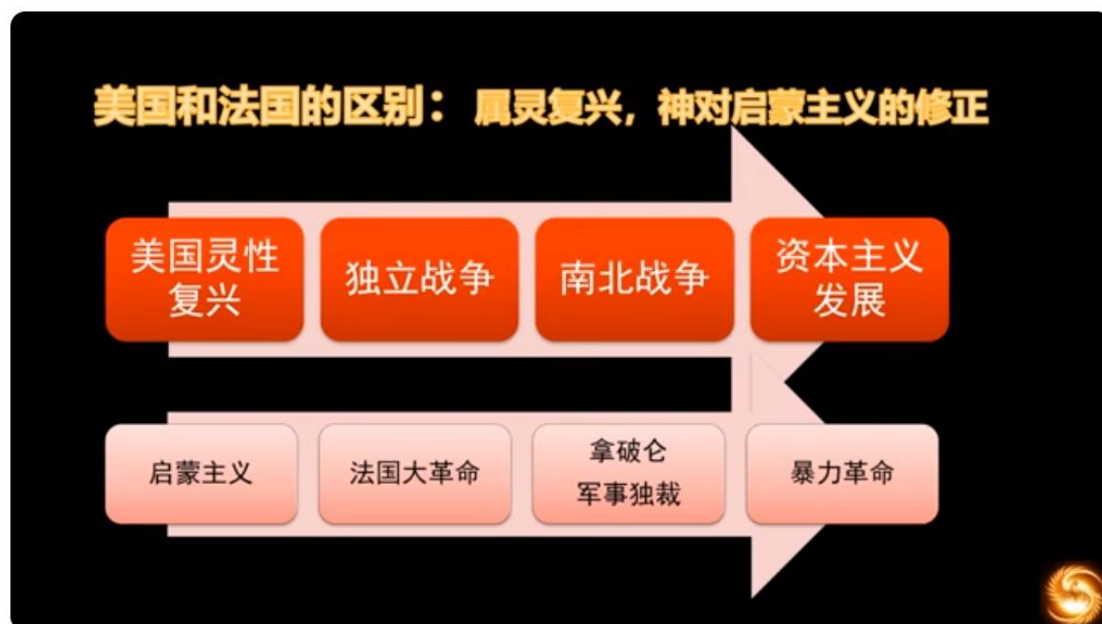 美国和法国的区别：属灵复兴，神对启蒙主义的修正
美国灵性
复兴
独立战争
南北战争
资本主义
发展
启蒙主义
法国大革命
拿破仑
军事独裁
暴力革命